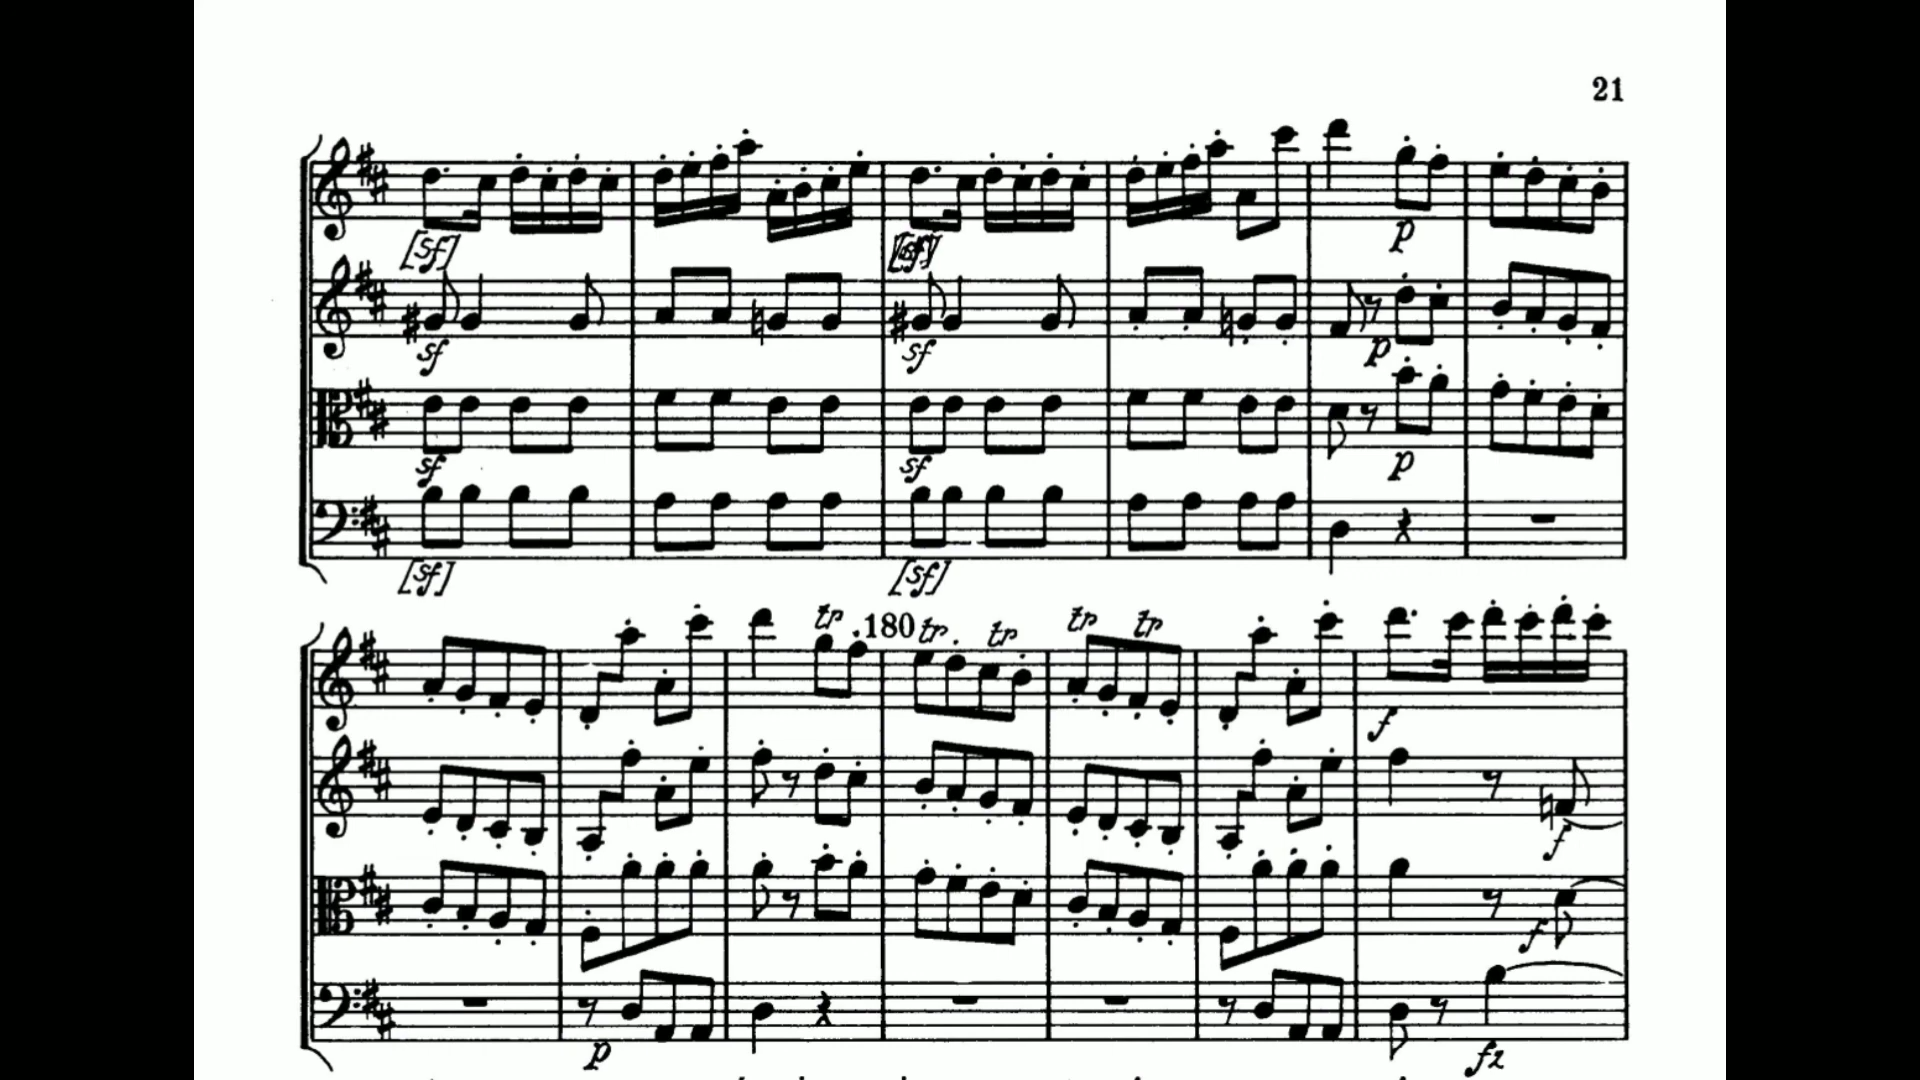 21
[sf] [sf] p
sf sf p
sf sf p
[sf] [sf]
tr 180 tr tr tr tr
f
f
f
p fz